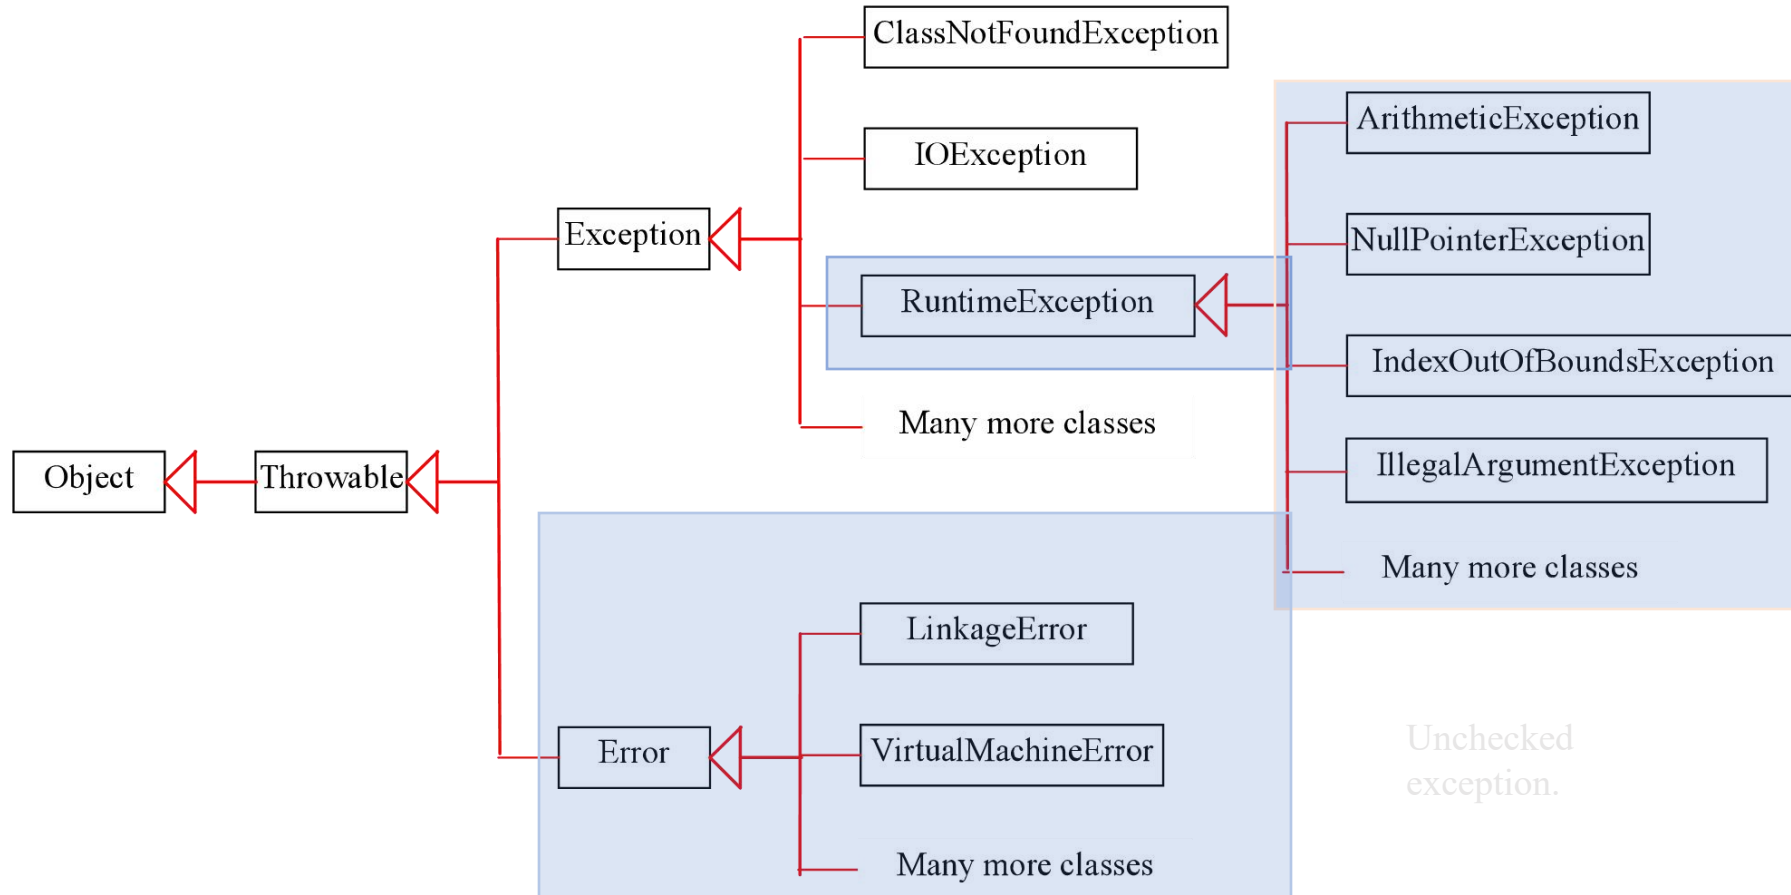 ClassNotFoundException
IOException
Exception
RuntimeException
Many more classes
ArithmeticException
NullPointerException
IndexOutOfBoundsException
IllegalArgumentException
Many more classes
Object
Throwable
LinkageError
Error
VirtualMachineError
Many more classes
Unchecked
exception.